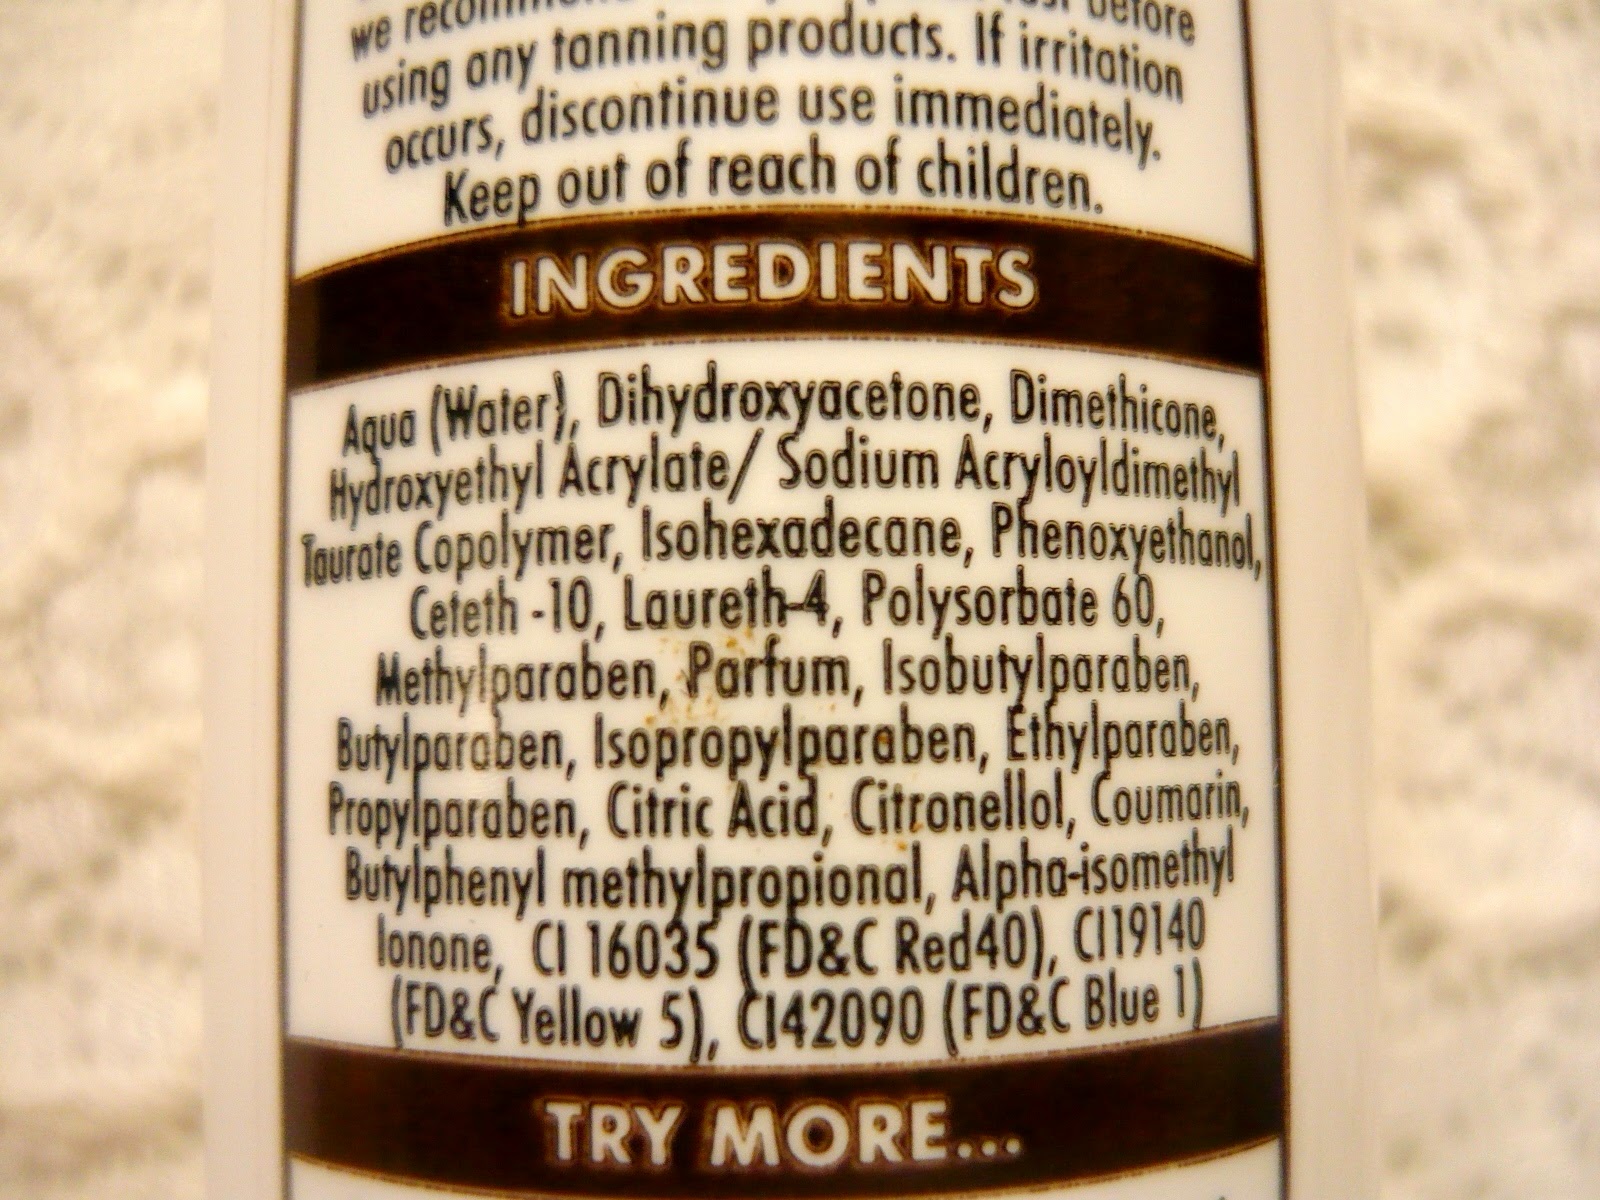 we recommend before
using any tanning products. If irritation
occurs, discontinue use immediately.
Keep out of reach of children.
INGREDIENTS
Aqua (Water), Dihydroxyacetone, Dimethicone,
Hydroxyethyl Acrylate/ Sodium Acryloyldimethyl
Taurate Copolymer, Isohexadecane, Phenoxyethanol,
Ceteth -10, Laureth-4, Polysorbate 60,
Methylparaben, Parfum, Isobutylparaben,
Butylparaben, Isopropylparaben, Ethylparaben,
Propylparaben, Citric Acid, Citronellol, Coumarin,
Butylphenyl methylpropional, Alpha-isomethyl
Ionone, CI 16035 (FD&C Red40), CI19140
(FD&C Yellow 5), CI42090 (FD&C Blue 1)
TRY MORE...